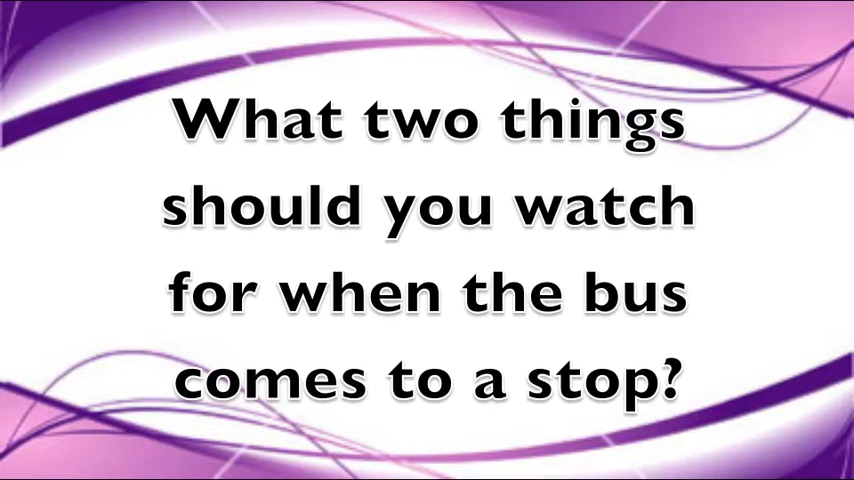 What two things
should you watch
for when the bus
comes to a stop?